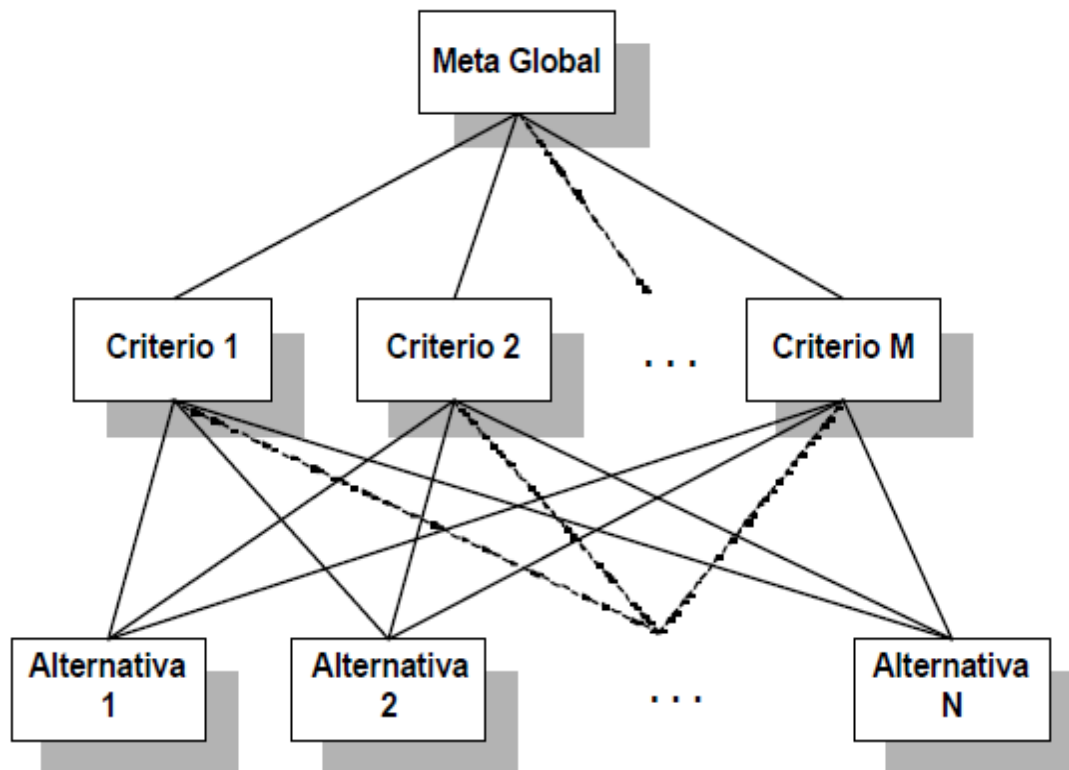 Meta Global
Criterio 1
Criterio 2
. . .
Criterio M
Alternativa
1
Alternativa
2
. . .
Alternativa
N